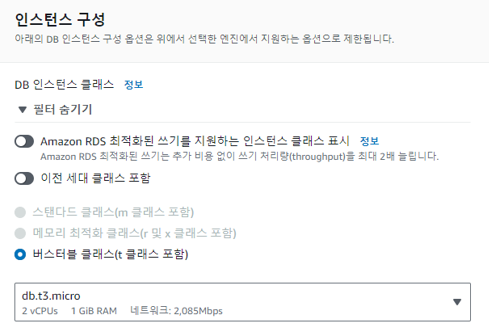 인스턴스 구성
아래의 DB 인스턴스 구성 옵션은 위에서 선택한 엔진에서 지원하는 옵션으로 제한됩니다.
DB 인스턴스 클래스 정보
▼ 필터 숨기기
Amazon RDS 최적화된 쓰기를 지원하는 인스턴스 클래스 표시 정보
Amazon RDS 최적화된 쓰기는 추가 비용 없이 쓰기 처리량(throughput)을 최대 2배 늘립니다.
이전 세대 클래스 포함
스탠다드 클래스(m 클래스 포함)
메모리 최적화 클래스(r 및 x 클래스 포함)
버스터블 클래스(t 클래스 포함)
db.t3.micro
2 vCPUs 1 GiB RAM 네트워크: 2,085Mbps